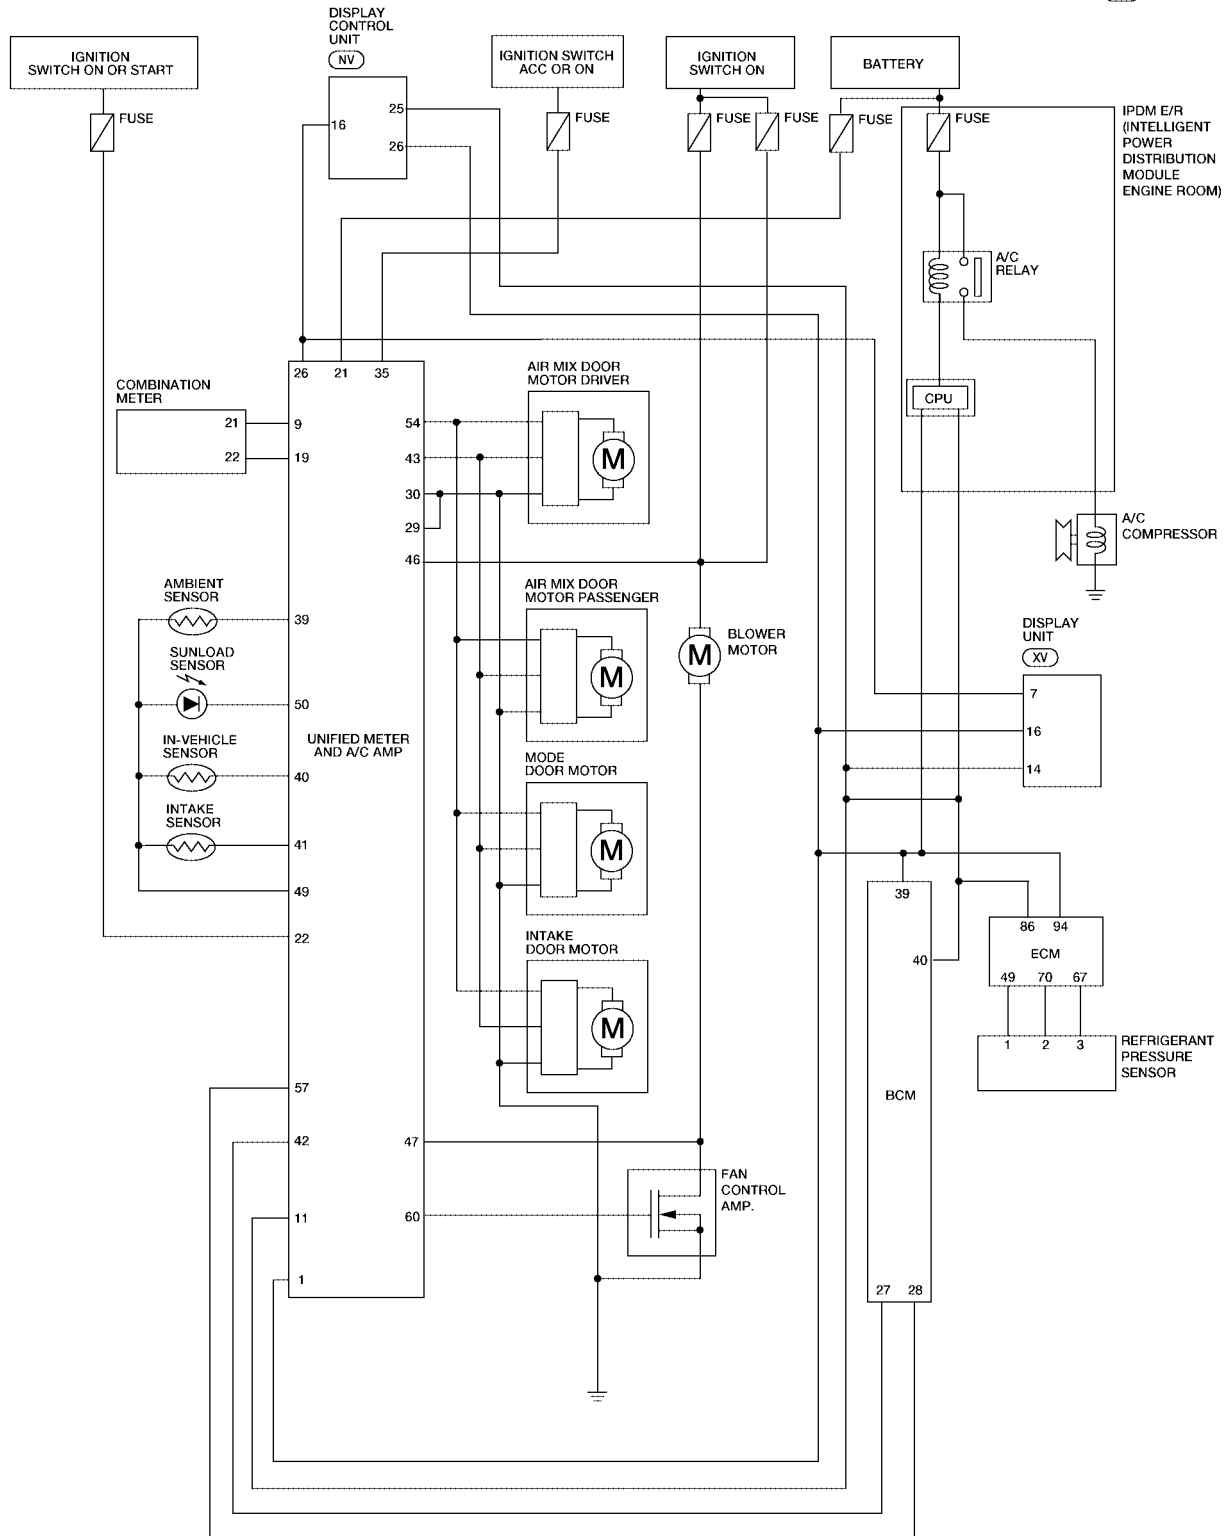 DISPLAY
CONTROL
UNIT
NV
IGNITION
SWITCH ON OR START
IGNITION SWITCH
ACC OR ON
IGNITION
SWITCH ON
BATTERY
FUSE
16
25
26
FUSE
FUSE
FUSE
FUSE
FUSE
IPDM E/R
(INTELLIGENT
POWER
DISTRIBUTION
MODULE
ENGINE ROOM)
A/C
RELAY
CPU
A/C
COMPRESSOR
26 21 35
COMBINATION
METER
21
22
9
19
54
43
30
29
46
AIR MIX DOOR
MOTOR DRIVER
M
AMBIENT
SENSOR
39
SUNLOAD
SENSOR
50
IN-VEHICLE
SENSOR
40
INTAKE
SENSOR
41
49
22
UNIFIED METER
AND A/C AMP
AIR MIX DOOR
MOTOR PASSENGER
M
BLOWER
MOTOR
M
MODE
DOOR MOTOR
M
INTAKE
DOOR MOTOR
M
DISPLAY
UNIT
XV
7
16
14
39
40
BCM
27 28
86 94
ECM
49 70 67
1 2 3
REFRIGERANT
PRESSURE
SENSOR
57
42
11
1
47
60
FAN
CONTROL
AMP.